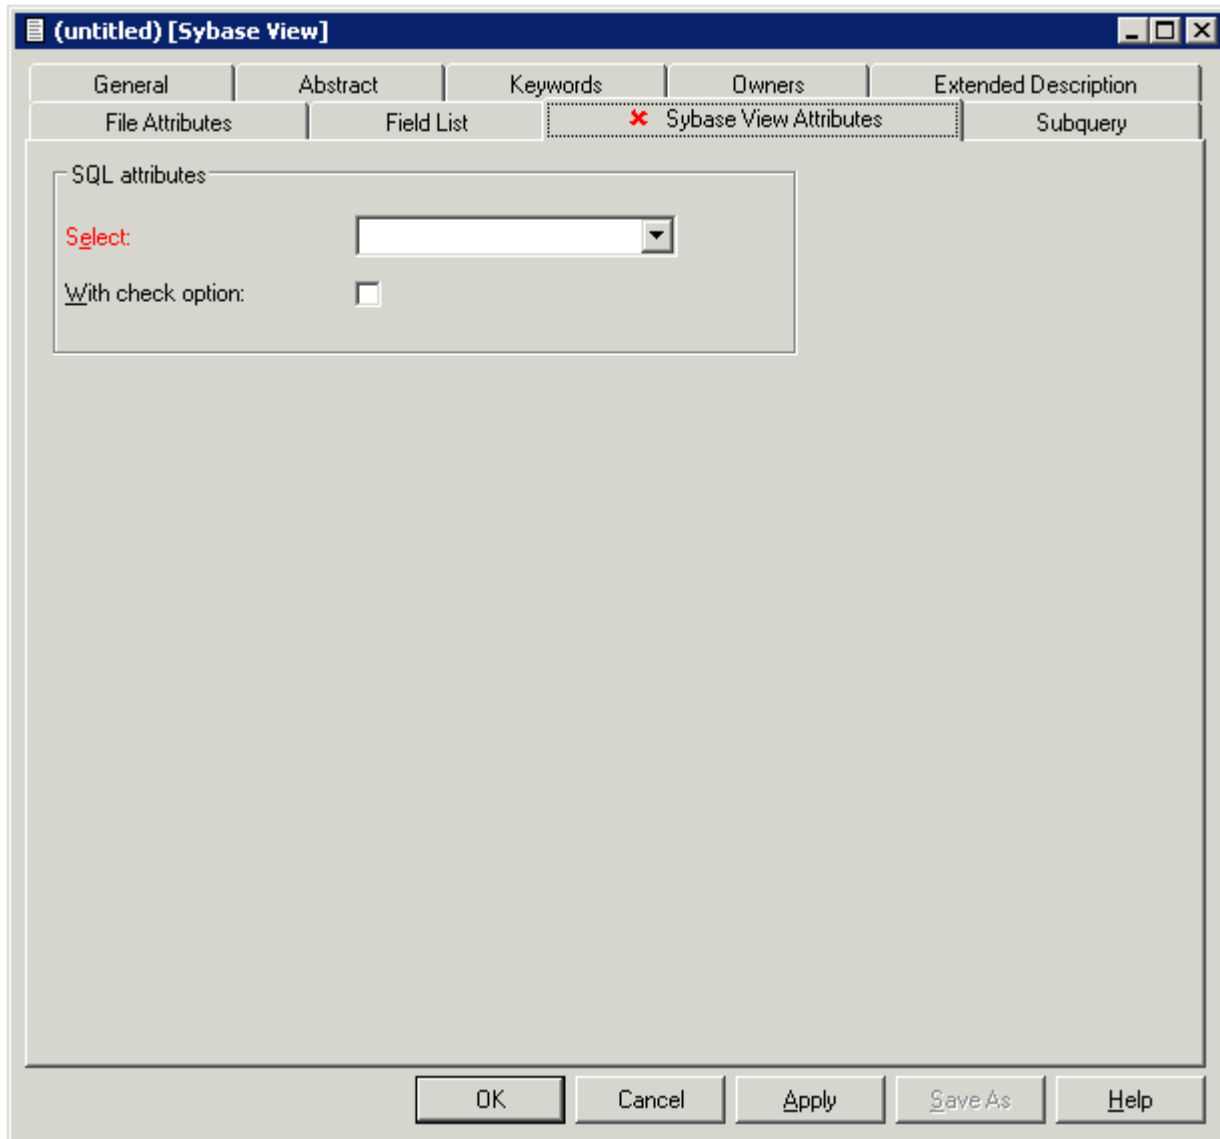 (untitled) [Sybase View]
General Abstract Keywords Owners Extended Description
File Attributes Field List Sybase View Attributes Subquery
SQL attributes
Select:
With check option:
OK Cancel Apply Save As Help